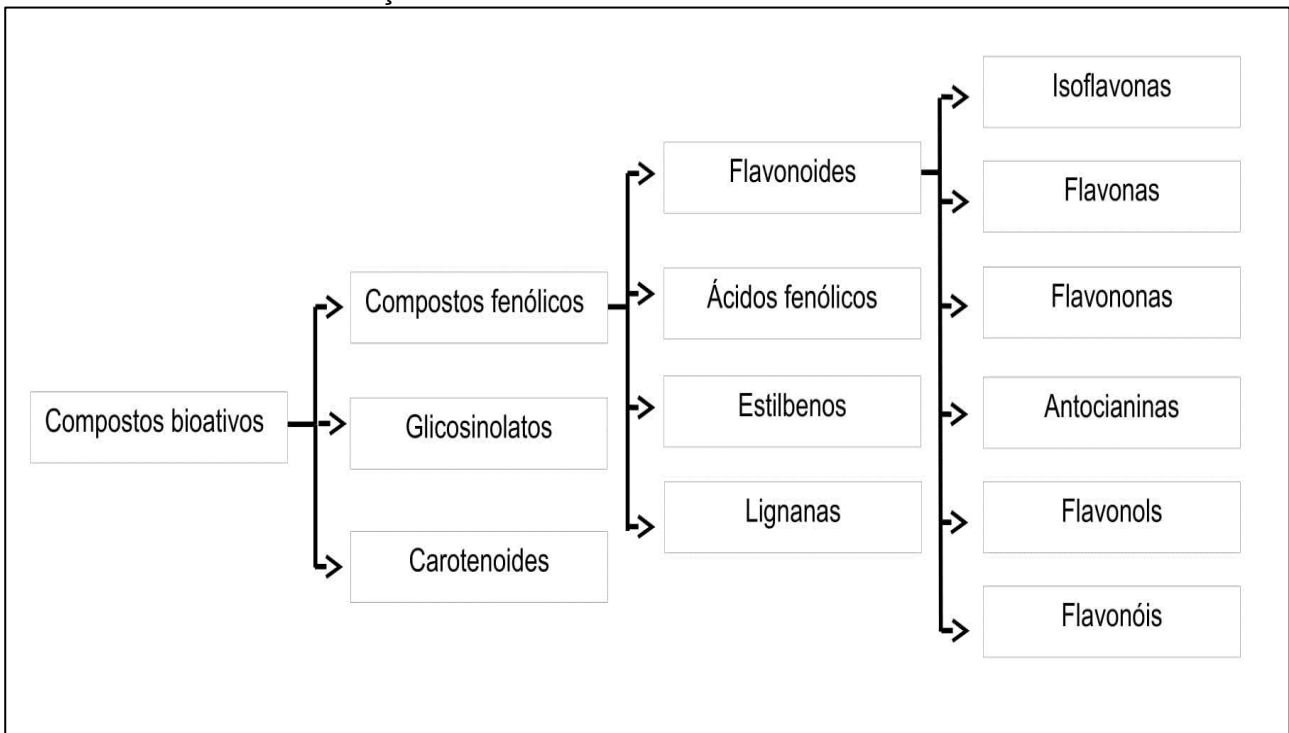 Compostos bioativos
Compostos fenólicos
Glicosinolatos
Carotenoides
Flavonoides
Ácidos fenólicos
Estilbenos
Lignanas
Isoflavonas
Flavonas
Flavononas
Antocianinas
Flavonols
Flavonóis